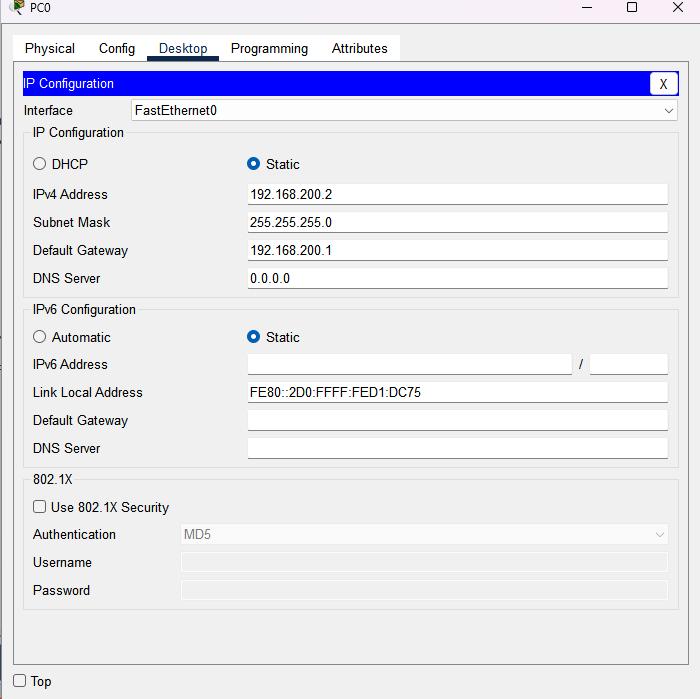 PC0
Physical Config Desktop Programming Attributes
IP Configuration X
Interface FastEthernet0
IP Configuration
DHCP Static
IPv4 Address 192.168.200.2
Subnet Mask 255.255.255.0
Default Gateway 192.168.200.1
DNS Server 0.0.0.0
IPv6 Configuration
Automatic Static
IPv6 Address /
Link Local Address FE80::2D0:FFFF:FED1:DC75
Default Gateway
DNS Server
802.1X
Use 802.1X Security
Authentication MD5
Username
Password
Top